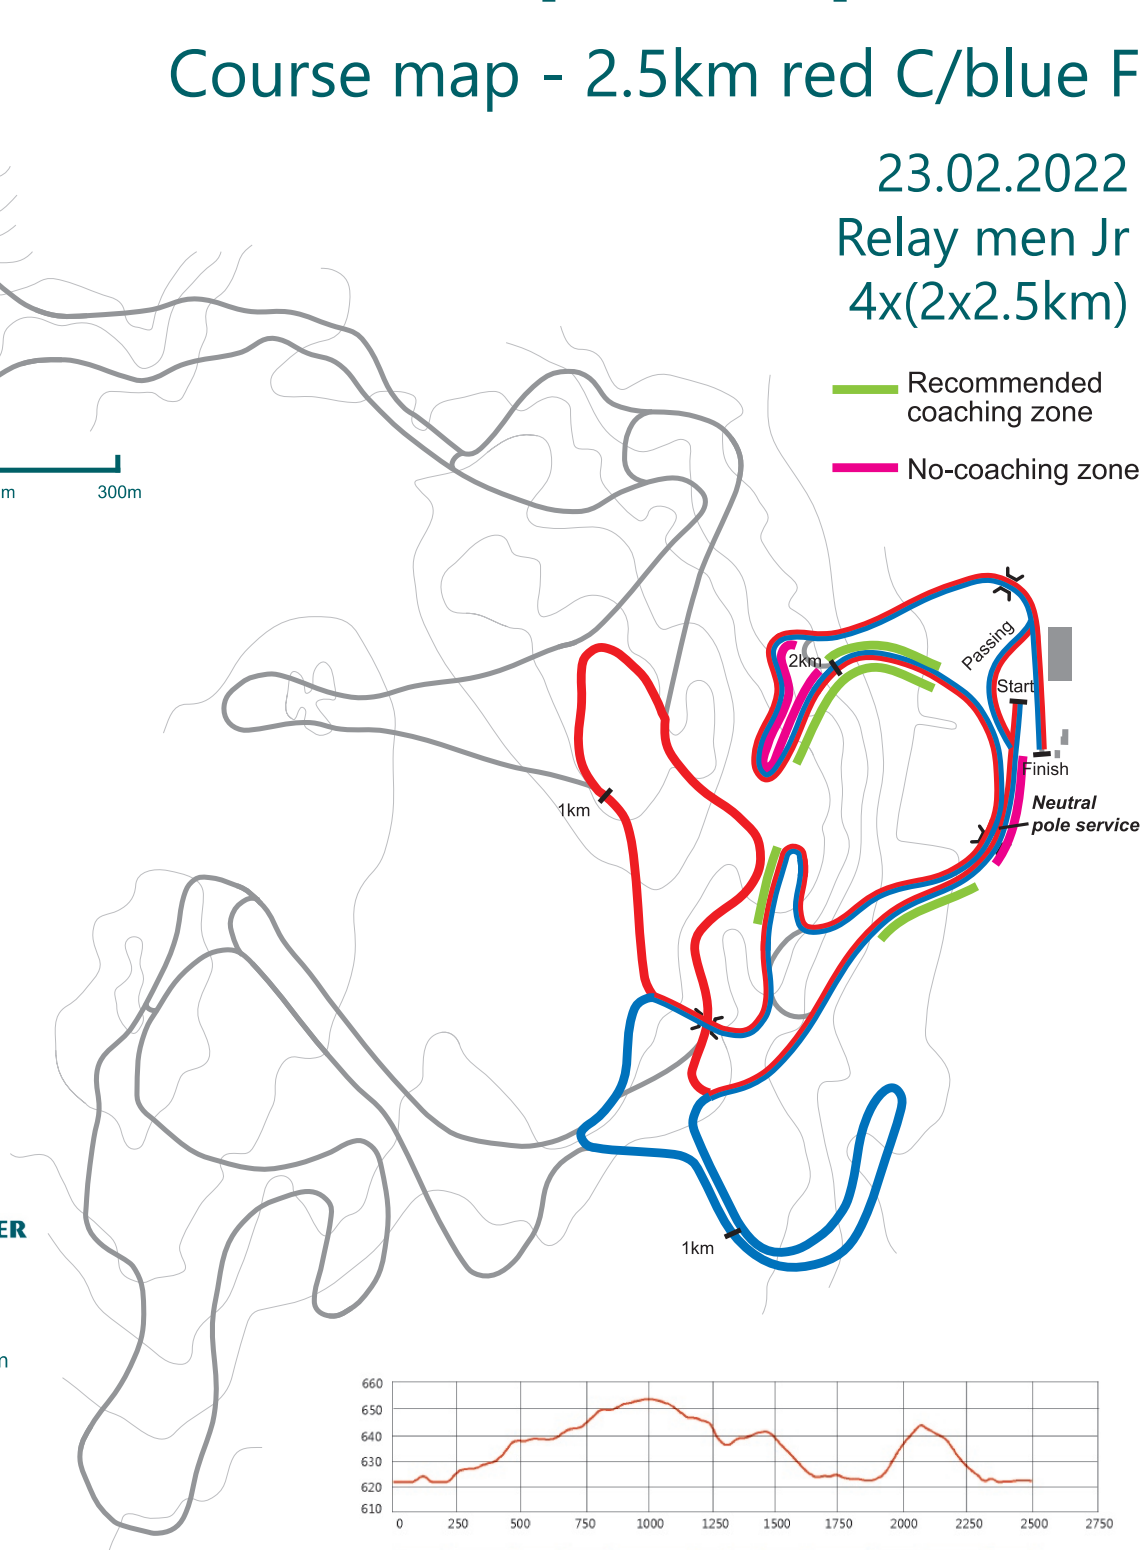 Course map - 2.5km red C/blue F
23.02.2022
Relay men Jr
4x(2x2.5km)
Recommended
coaching zone
No-coaching zone
m
300m
Passing
2km
Start
Finish
1km
Neutral
pole service
ER
1km
660
650
640
630
620
610
0 250 500 750 1000 1250 1500 1750 2000 2250 2500 2750